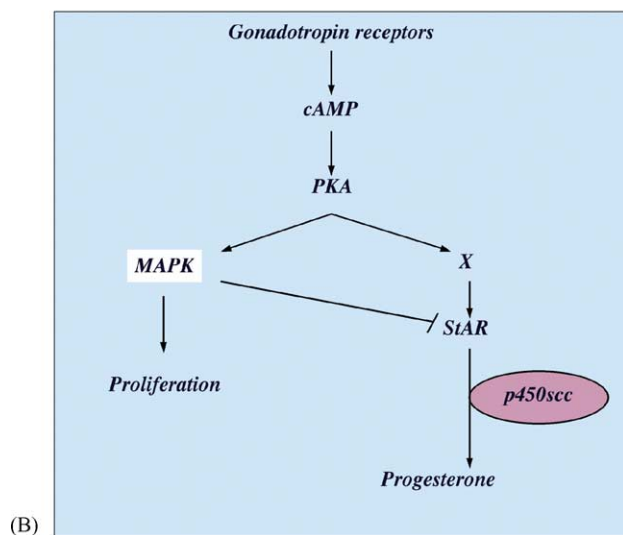 Gonadotropin receptors
cAMP
PKA
MAPK
X
StAR
Proliferation
p450scc
Progesterone
(B)